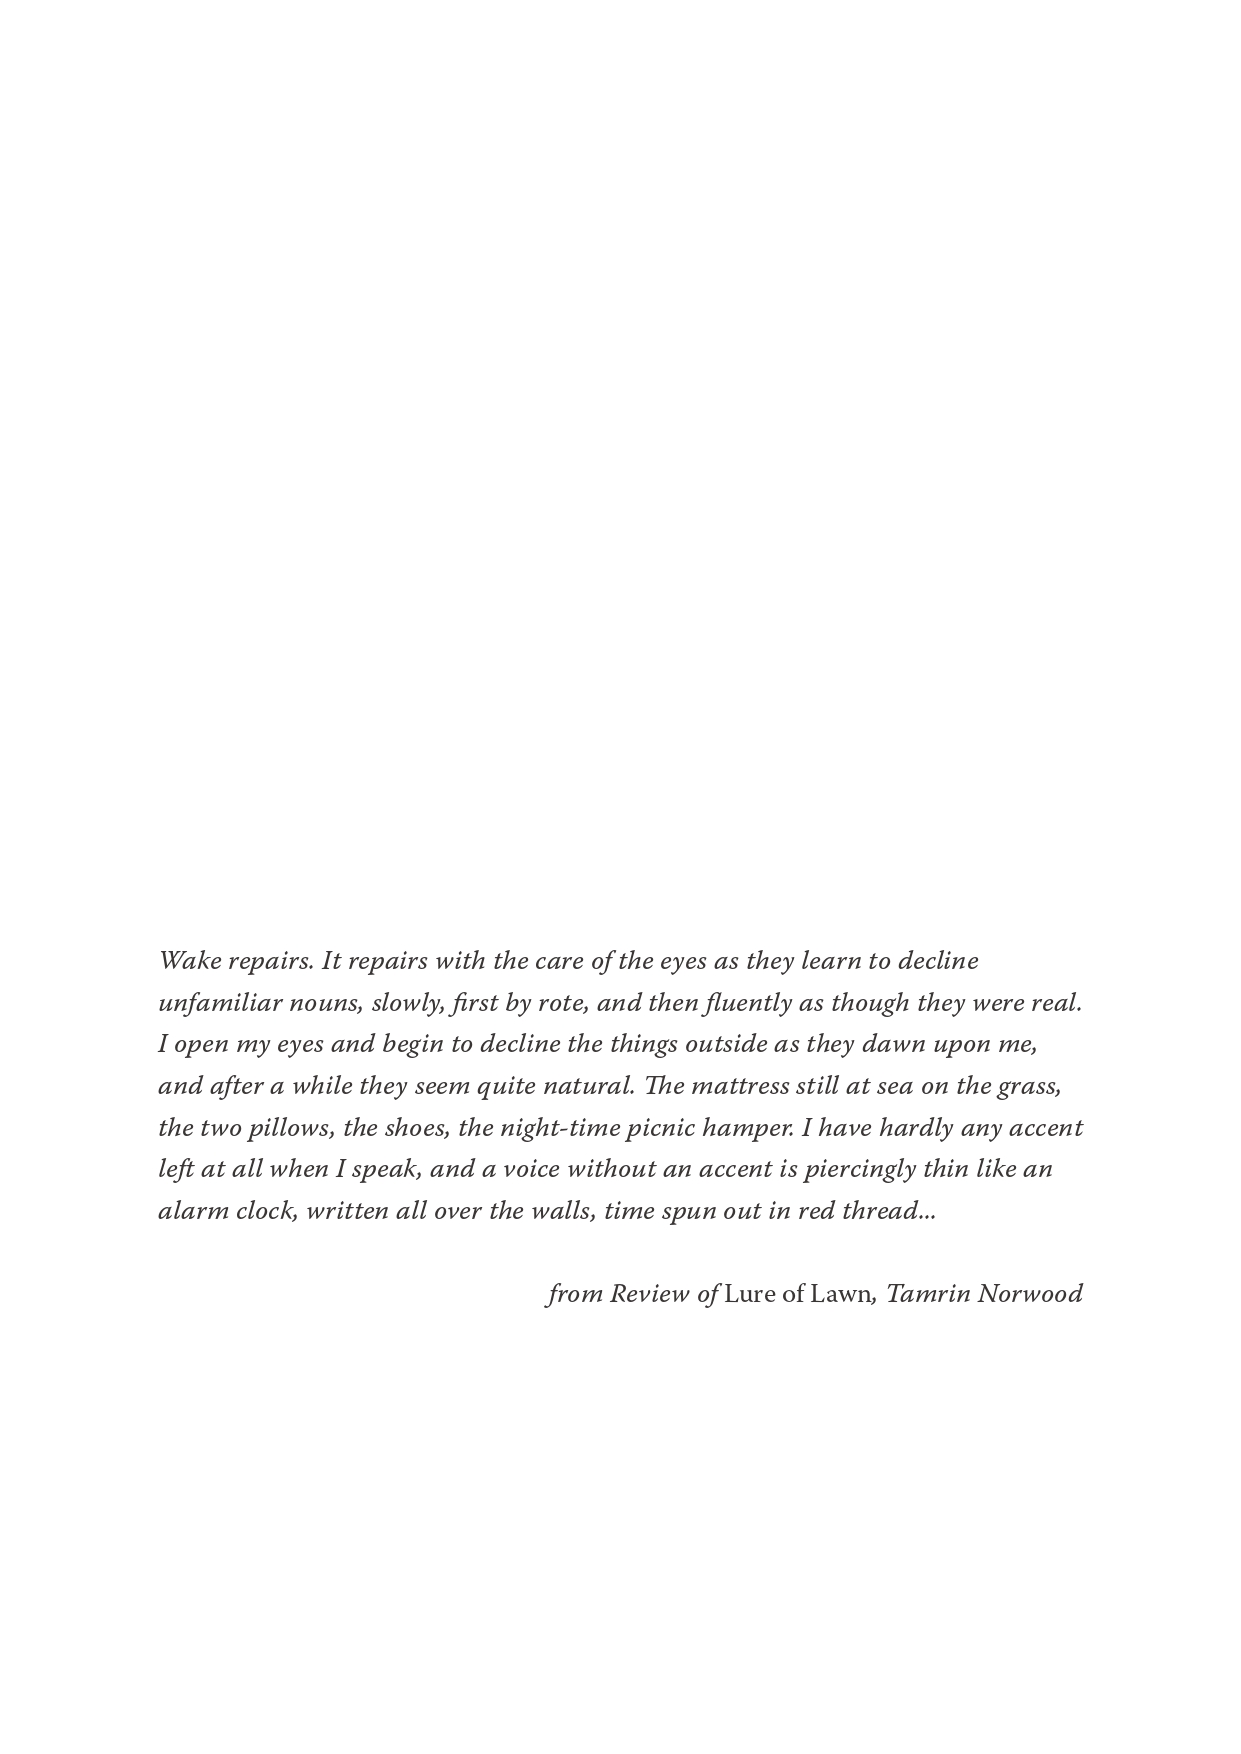 Wake repairs. It repairs with the care of the eyes as they learn to decline
unfamiliar nouns, slowly, first by rote, and then fluently as though they were real.
I open my eyes and begin to decline the things outside as they dawn upon me,
and after a while they seem quite natural. The mattress still at sea on the grass,
the two pillows, the shoes, the night-time picnic hamper. I have hardly any accent
left at all when I speak, and a voice without an accent is piercingly thin like an
alarm clock, written all over the walls, time spun out in red thread...
from Review of Lure of Lawn, Tamrin Norwood